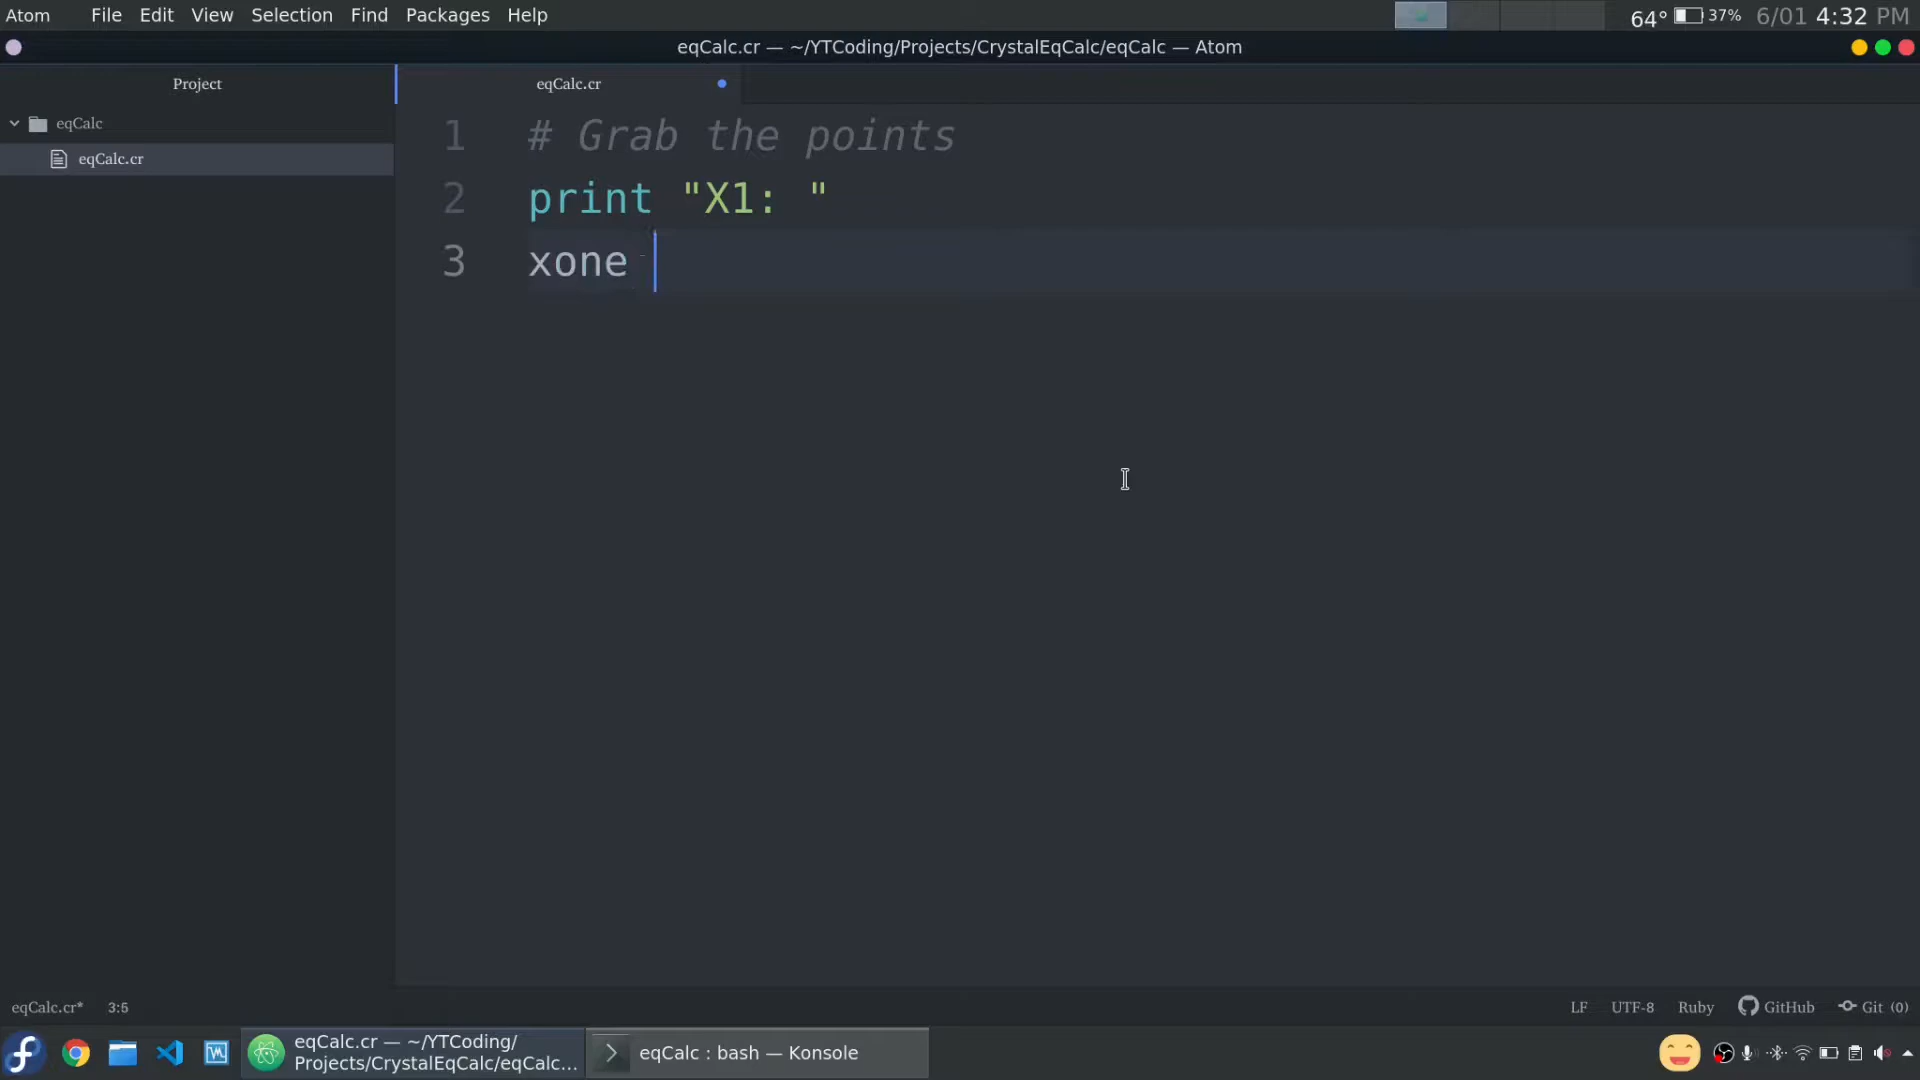 Atom File Edit View Selection Find Packages Help 64° 37% 6/01 4:32 PM
eqCalc.cr — ~/YTCoding/Projects/CrystalEqCalc/eqCalc — Atom
Project
eqCalc.cr
eqCalc
eqCalc.cr
1 # Grab the points
2 print "X1: "
3 xone
eqCalc.cr* 3:5 LF UTF-8 Ruby GitHub Git (0)
eqCalc.cr — ~/YTCoding/
Projects/CrystalEqCalc/eqCalc...
eqCalc : bash — Konsole